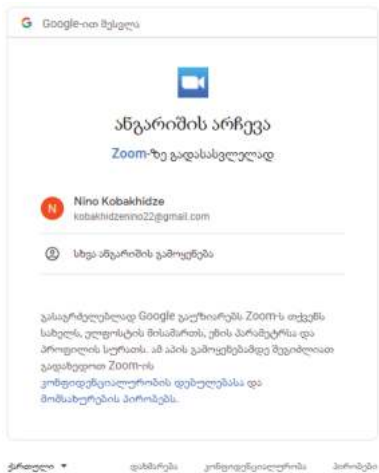 Google-ით შესვლა
ანგარიშის არჩევა
Zoom-ზე გადასასვლელად
N
Nino Kobakhidze
kobakhidzenino22@gmail.com
სხვა ანგარიშის გამოყენება
გასაგრძელებლად Google გაუზიარებს Zoom-ს თქვენს
სახელს, ელფოსტის მისამართს, ენის პარამეტრსა და
პროფილის სურათს. ამ აპის გამოყენებამდე შეგიძლიათ
გადახედოთ Zoom-ის
კონფიდენციალურობის დებულებასა და
მომსახურების პირობებს.
ქართული დახმარება კონფიდენციალურობა პირობები